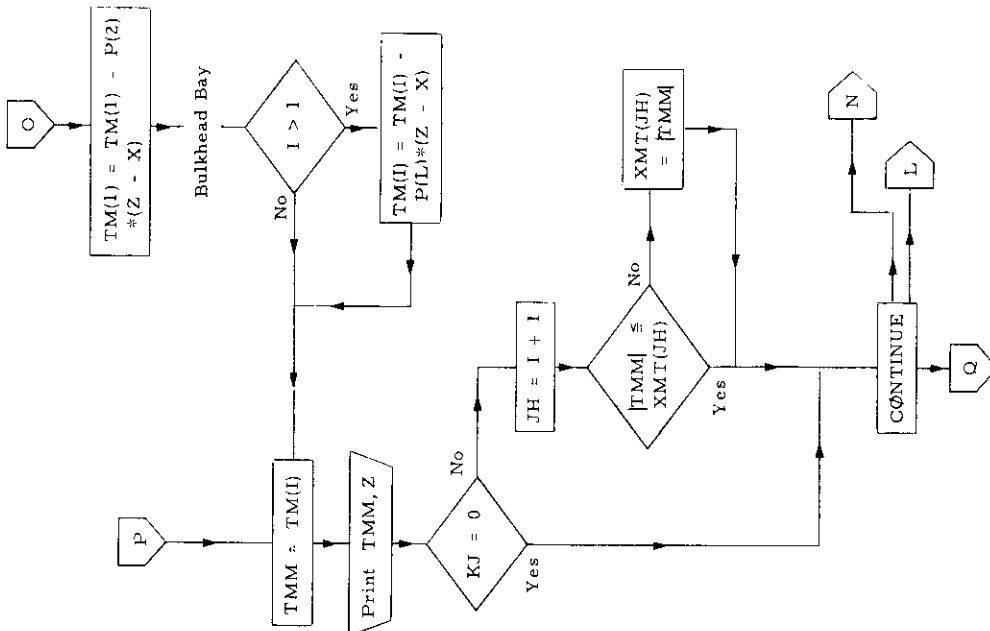 O
TM(1) = TM(1) - P(2)
*(Z - X)
Bulkhead Bay
I > 1
No
Yes
TM(I) = TM(I) -
P(L)*(Z - X)
P
TMM = TM(I)
Print TMM, Z
KJ = 0
No
Yes
JH = I + 1
|TMM| ≤
XMT(JH)
No
Yes
XMT(JH)
= |TMM|
CØNTINUE
N
L
Q